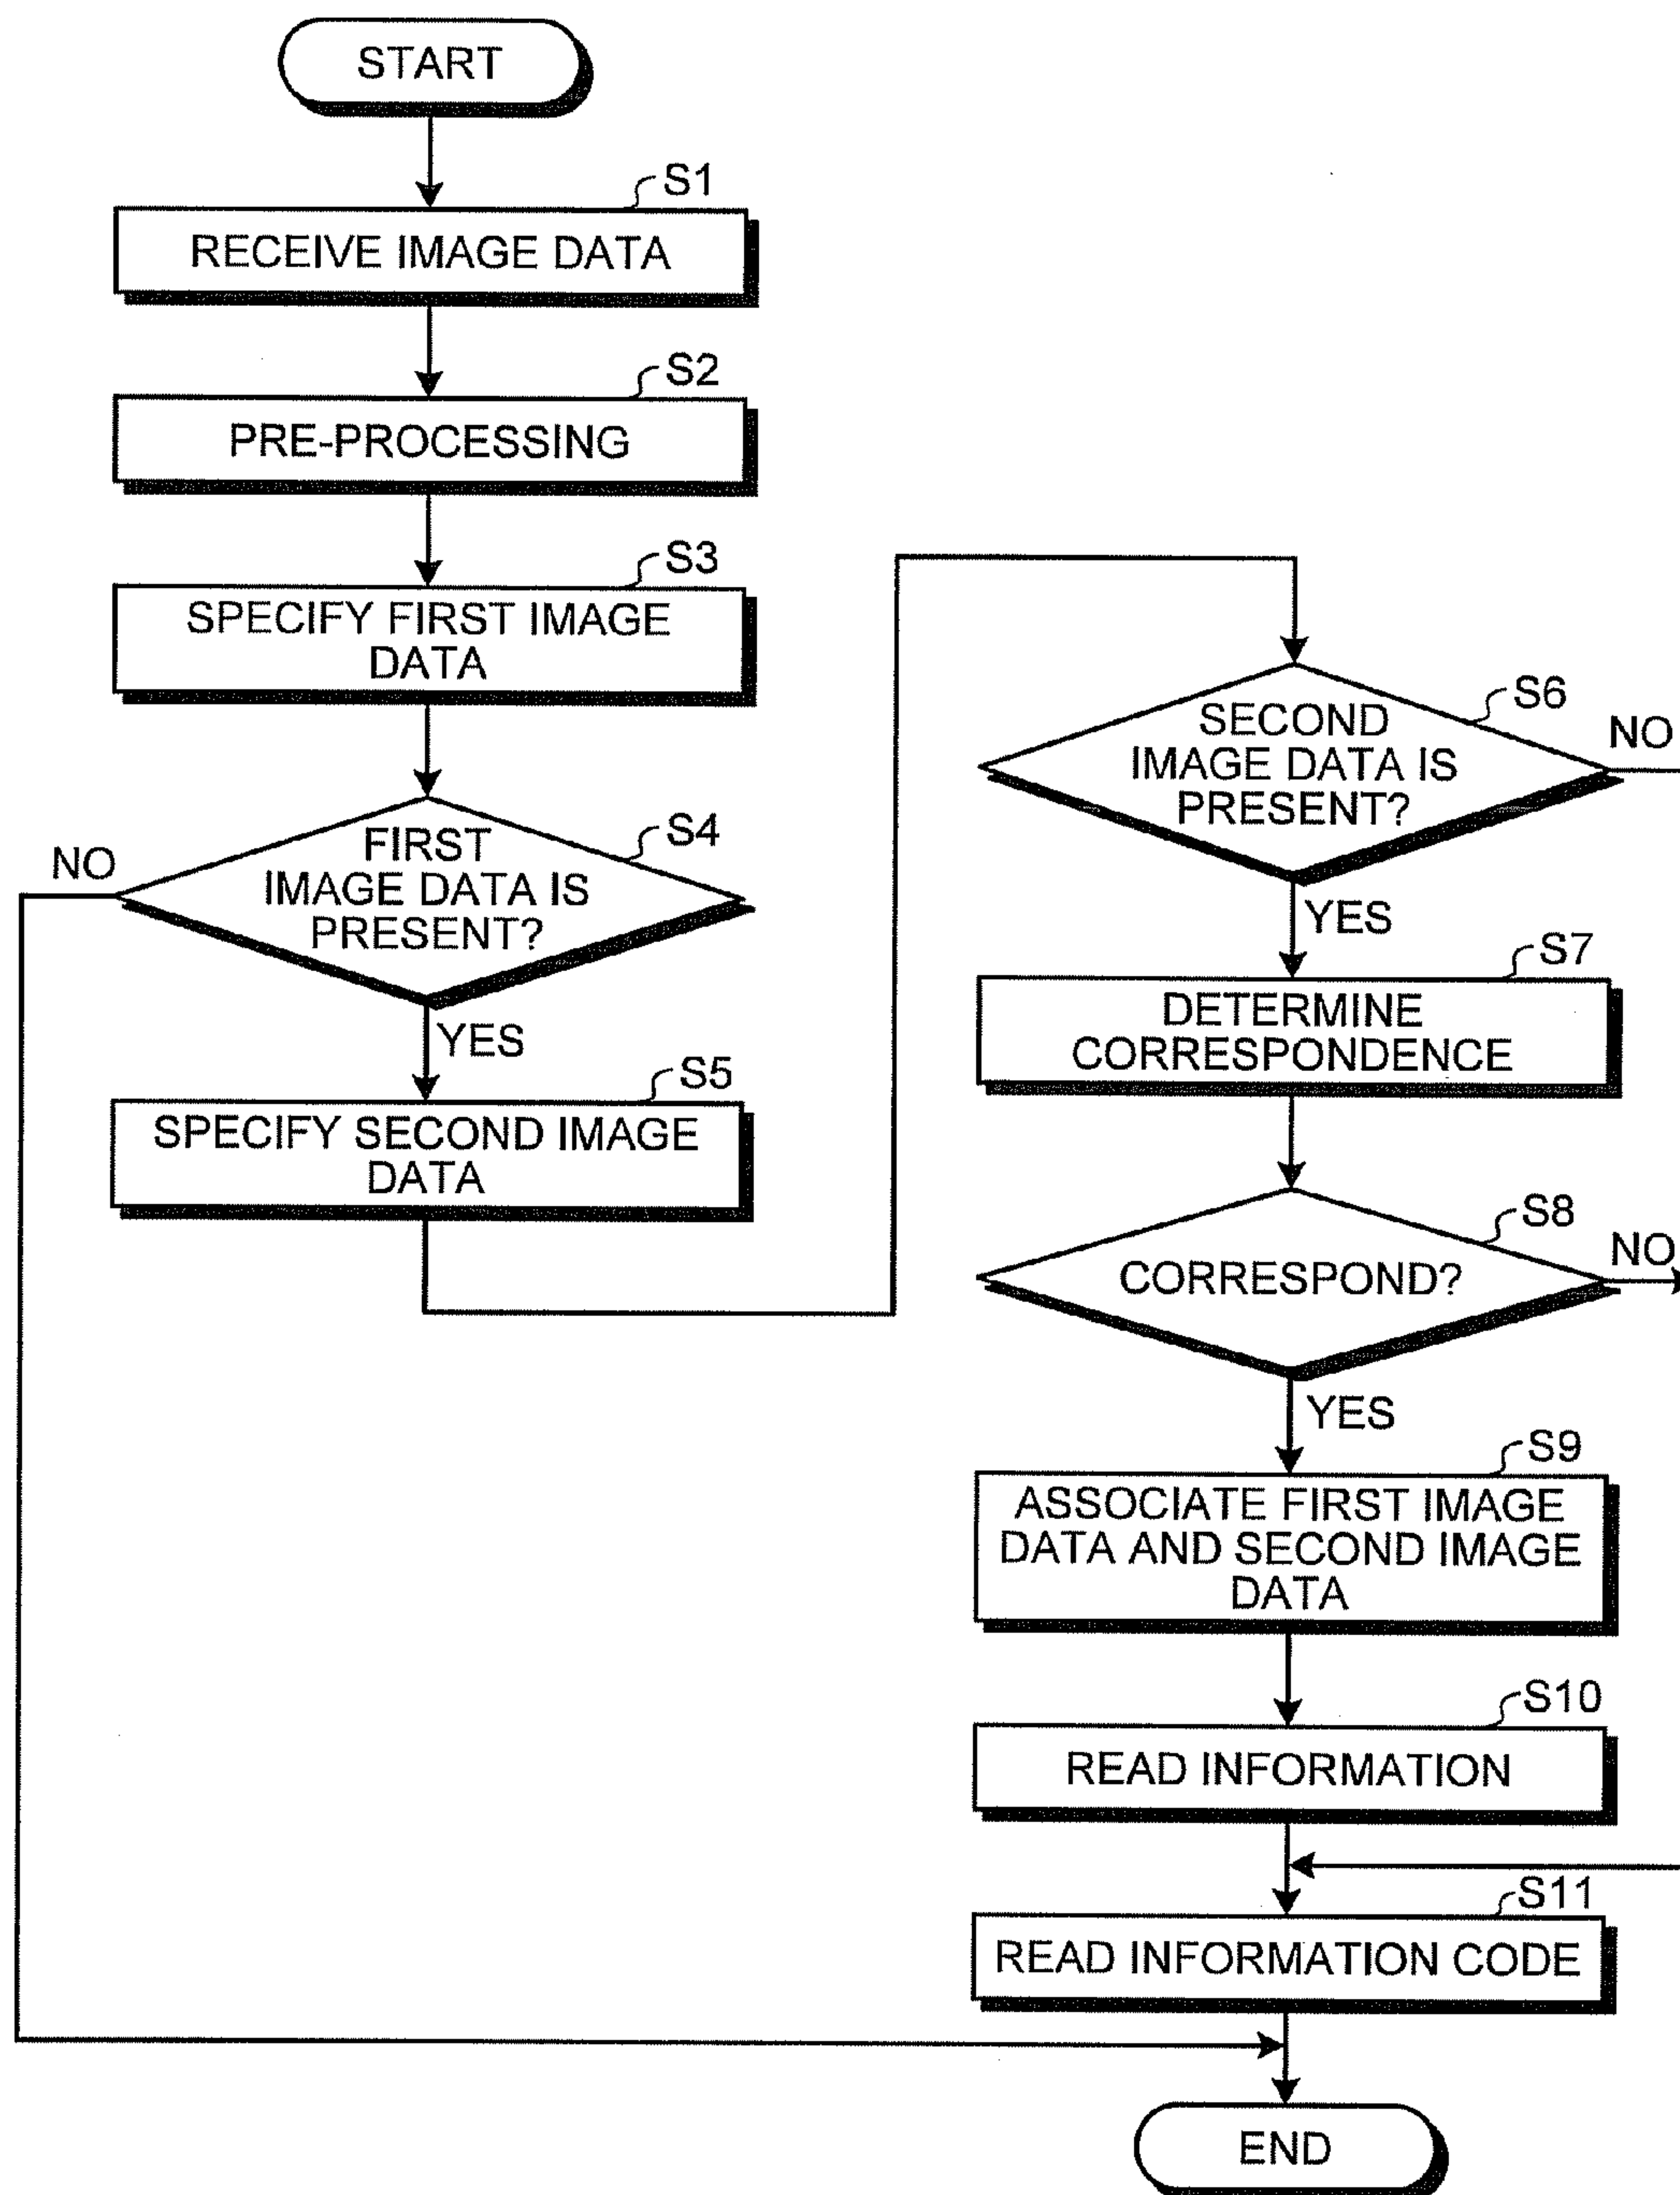 START
S1
RECEIVE IMAGE DATA
S2
PRE-PROCESSING
S3
SPECIFY FIRST IMAGE
DATA
S4
FIRST
IMAGE DATA IS
PRESENT?
NO
YES
S5
SPECIFY SECOND IMAGE
DATA
S6
SECOND
IMAGE DATA IS
PRESENT?
NO
YES
S7
DETERMINE
CORRESPONDENCE
S8
CORRESPOND?
NO
YES
S9
ASSOCIATE FIRST IMAGE
DATA AND SECOND IMAGE
DATA
S10
READ INFORMATION
S11
READ INFORMATION CODE
END